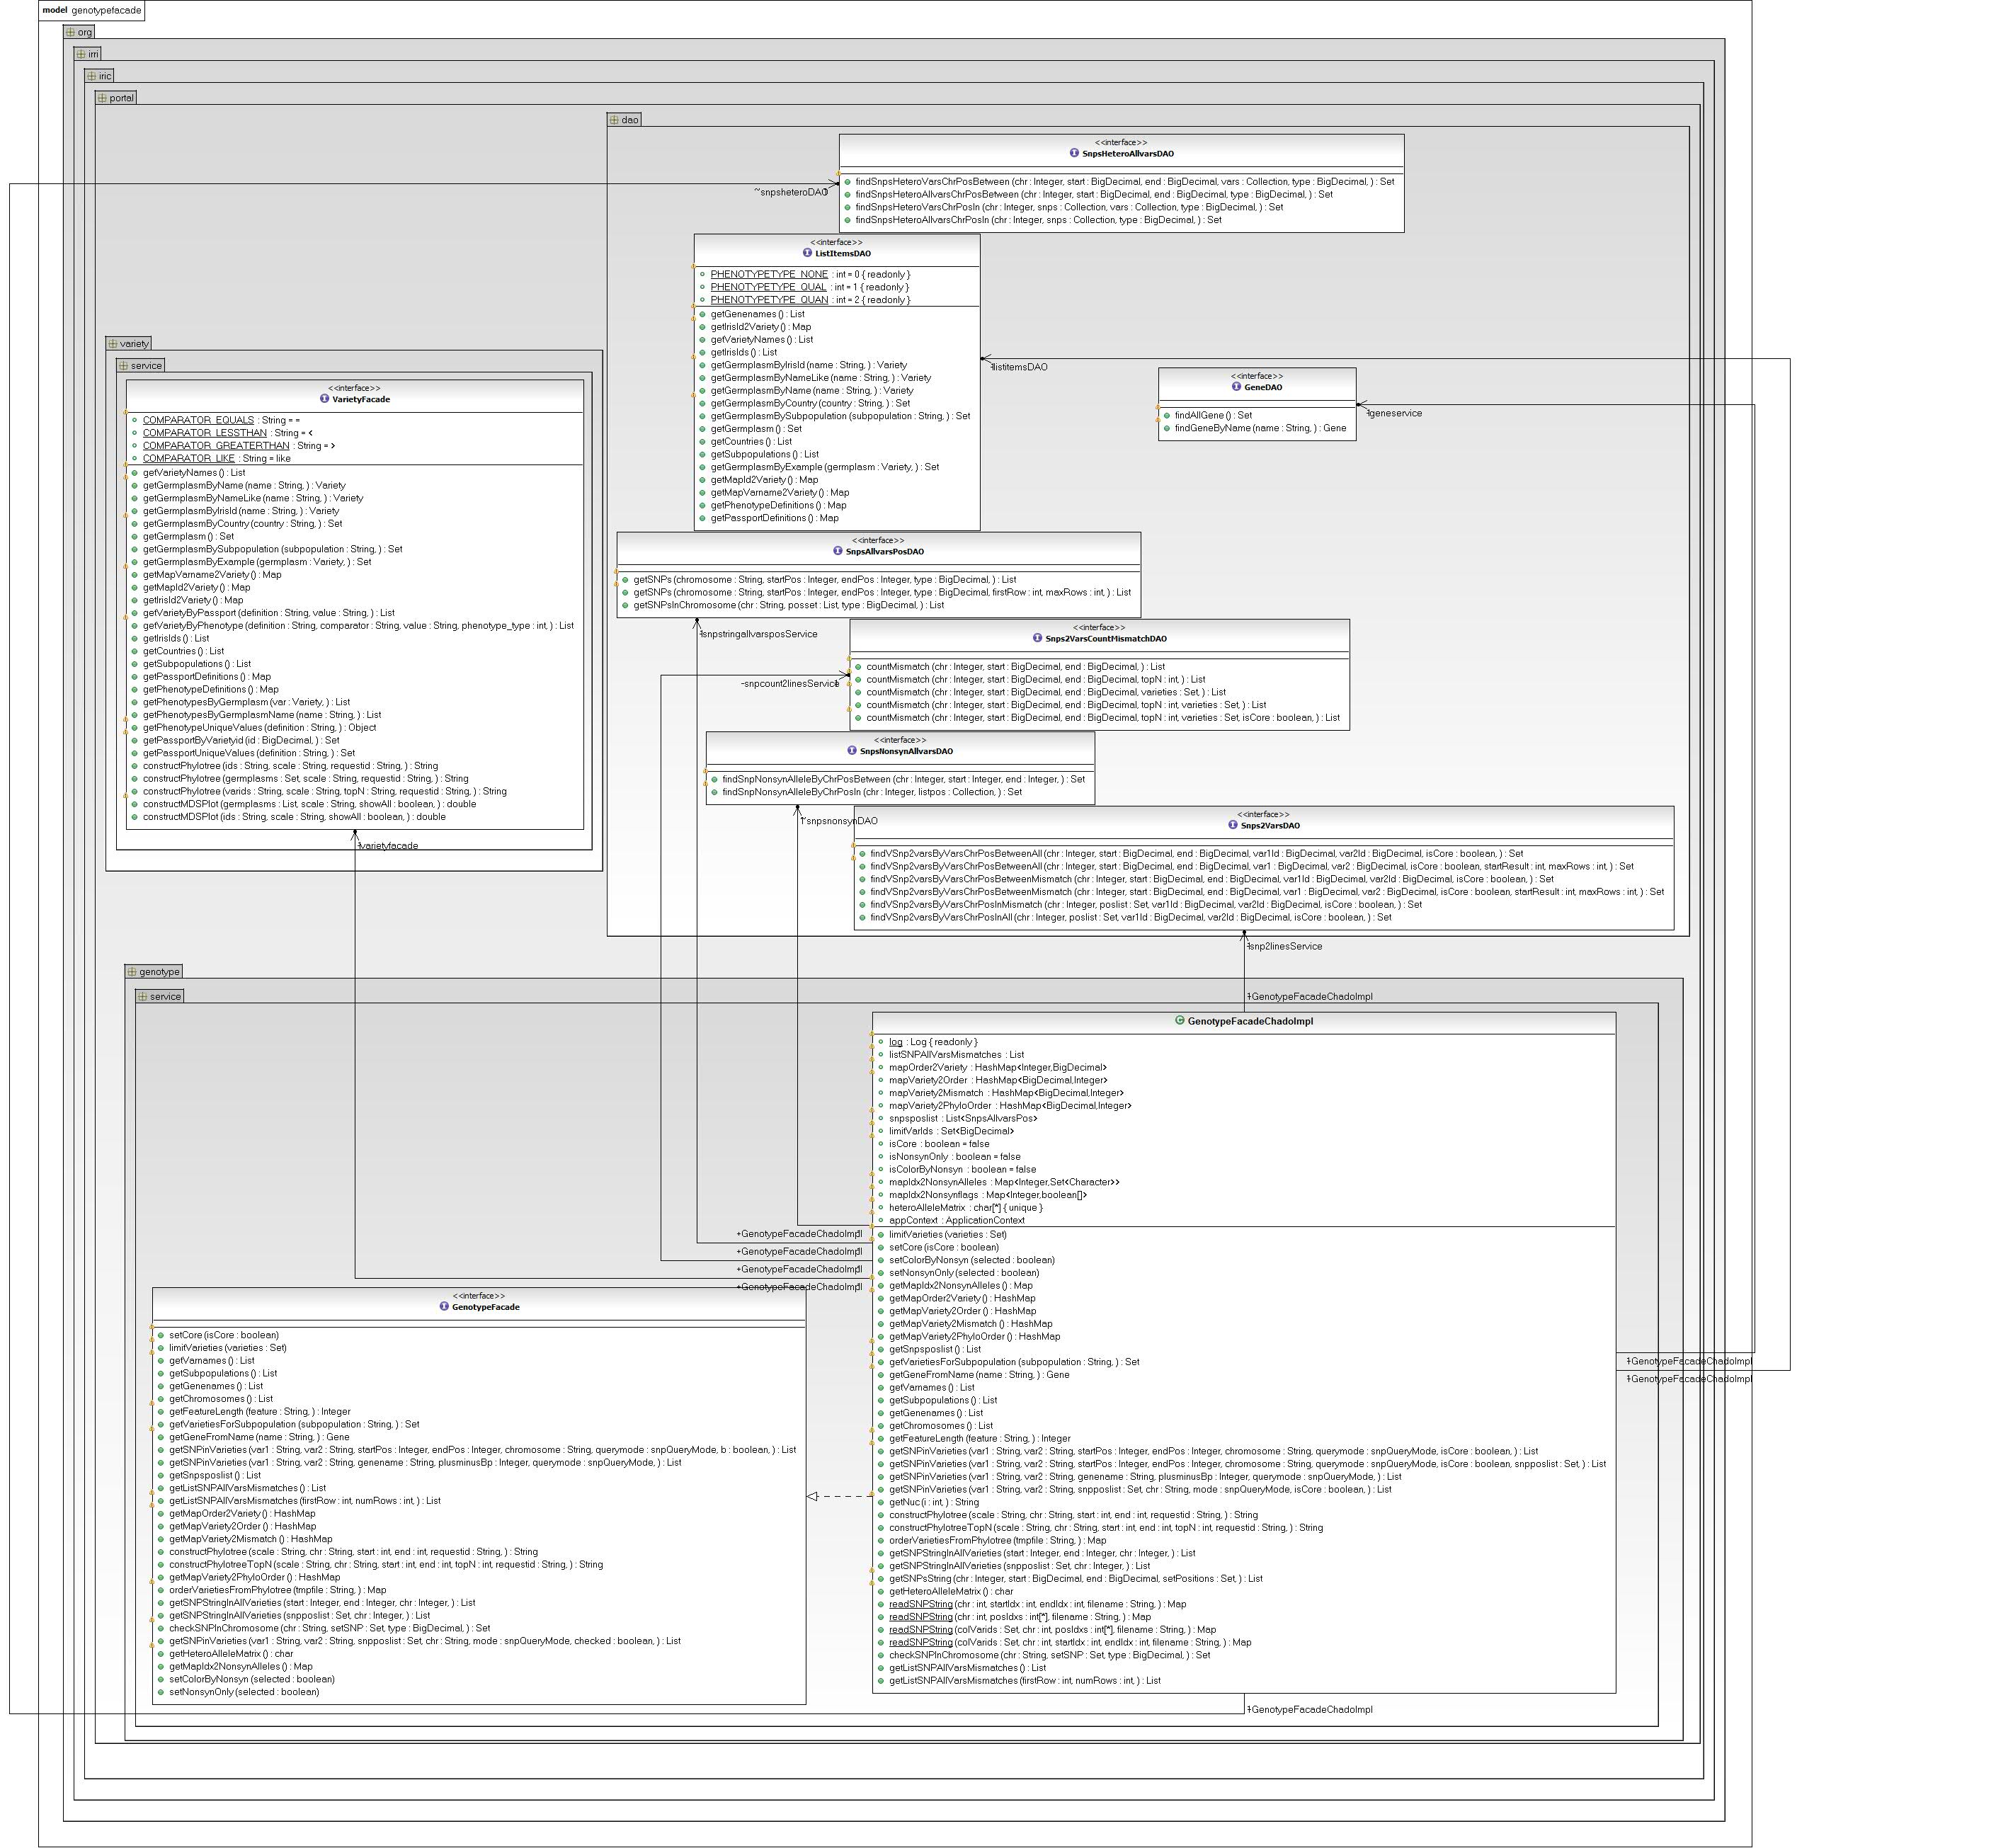 model genotypefacade
org
irri
iric
portal
dao
<<interface>>
SnpsHeteroAllvarsDAO
findSnpsHeteroVarsChrPosBetween (chr : Integer, start : BigDecimal, end : BigDecimal, vars : Collection, type : BigDecimal, ) : Set
findSnpsHeteroAllvarsChrPosBetween (chr : Integer, start : BigDecimal, end : BigDecimal, type : BigDecimal, ) : Set
findSnpsHeteroVarsChrPosIn (chr : Integer, snps : Collection, vars : Collection, type : BigDecimal, ) : Set
findSnpsHeteroAllvarsChrPosIn (chr : Integer, snps : Collection, type : BigDecimal, ) : Set
~snpsheteroDAO
<<interface>>
ListItemsDAO
PHENOTYPETYPE_NONE : int = 0 { readonly }
PHENOTYPETYPE_QUAL : int = 1 { readonly }
PHENOTYPETYPE_QUAN : int = 2 { readonly }
getGenenames () : List
getIrisId2Variety () : Map
getVarietyNames () : List
getIrisIds () : List
getGermplasmByIrisId (name : String, ) : Variety
getGermplasmByNameLike (name : String, ) : Variety
getGermplasmByName (name : String, ) : Variety
getGermplasmByCountry (country : String, ) : Set
getGermplasmBySubpopulation (subpopulation : String, ) : Set
getGermplasm () : Set
getCountries () : List
getSubpopulations () : List
getGermplasmByExample (germplasm : Variety, ) : Set
getMapId2Variety () : Map
getMapVarname2Variety () : Map
getPhenotypeDefinitions () : Map
getPassportDefinitions () : Map
listitemsDAO
<<interface>>
GeneDAO
findAllGene () : Set
findGeneByName (name : String, ) : Gene
geneservice
variety
service
<<interface>>
VarietyFacade
COMPARATOR_EQUALS : String = =
COMPARATOR_LESSTHAN : String = <
COMPARATOR_GREATERTHAN : String = >
COMPARATOR_LIKE : String = like
getVarietyNames () : List
getGermplasmByName (name : String, ) : Variety
getGermplasmByNameLike (name : String, ) : Variety
getGermplasmByIrisId (name : String, ) : Variety
getGermplasmByCountry (country : String, ) : Set
getGermplasm () : Set
getGermplasmBySubpopulation (subpopulation : String, ) : Set
getGermplasmByExample (germplasm : Variety, ) : Set
getMapVarname2Variety () : Map
getMapId2Variety () : Map
getIrisId2Variety () : Map
getVarietyByPassport (definition : String, value : String, ) : List
getVarietyByPhenotype (definition : String, comparator : String, value : String, phenotype_type : int, ) : List
getIrisIds () : List
getCountries () : List
getSubpopulations () : List
getPassportDefinitions () : Map
getPhenotypeDefinitions () : Map
getPhenotypesByGermplasm (var : Variety, ) : List
getPhenotypesByGermplasmName (name : String, ) : List
getPhenotypeUniqueValues (definition : String, ) : Object
getPassportByVarietyid (id : BigDecimal, ) : Set
getPassportUniqueValues (definition : String, ) : Set
constructPhylotree (ids : String, scale : String, requestid : String, ) : String
constructPhylotree (germplasms : Set, scale : String, requestid : String, ) : String
constructPhylotree (varids : String, scale : String, topN : String, requestid : String, ) : String
constructMDSPlot (germplasms : List, scale : String, showAll : boolean, ) : double
constructMDSPlot (ids : String, scale : String, showAll : boolean, ) : double
varietyfacade
<<interface>>
SnpsAllvarsPosDAO
getSNPs (chromosome : String, startPos : Integer, endPos : Integer, type : BigDecimal, ) : List
getSNPs (chromosome : String, startPos : Integer, endPos : Integer, type : BigDecimal, firstRow : int, maxRows : int, ) : List
getSNPsInChromosome (chr : String, posset : List, type : BigDecimal, ) : List
snpstringallvarsposService
<<interface>>
Snps2VarsCountMismatchDAO
countMismatch (chr : Integer, start : BigDecimal, end : BigDecimal, ) : List
countMismatch (chr : Integer, start : BigDecimal, end : BigDecimal, topN : int, ) : List
countMismatch (chr : Integer, start : BigDecimal, end : BigDecimal, varieties : Set, ) : List
countMismatch (chr : Integer, start : BigDecimal, end : BigDecimal, topN : int, varieties : Set, ) : List
countMismatch (chr : Integer, start : BigDecimal, end : BigDecimal, topN : int, varieties : Set, isCore : boolean, ) : List
-snpcount2linesService
<<interface>>
SnpsNonsynAllvarsDAO
findSnpNonsynAlleleByChrPosBetween (chr : Integer, start : Integer, end : Integer, ) : Set
findSnpNonsynAlleleByChrPosIn (chr : Integer, listpos : Collection, ) : Set
~snpsnonsynDAO
<<interface>>
Snps2VarsDAO
findVSnp2varsByVarsChrPosBetweenAll (chr : Integer, start : BigDecimal, end : BigDecimal, var1Id : BigDecimal, var2Id : BigDecimal, isCore : boolean, ) : Set
findVSnp2varsByVarsChrPosBetweenAll (chr : Integer, start : BigDecimal, end : BigDecimal, var1 : BigDecimal, var2 : BigDecimal, isCore : boolean, startResult : int, maxRows : int, ) : Set
findVSnp2varsByVarsChrPosBetweenMismatch (chr : Integer, start : BigDecimal, end : BigDecimal, var1Id : BigDecimal, var2Id : BigDecimal, isCore : boolean, ) : Set
findVSnp2varsByVarsChrPosBetweenMismatch (chr : Integer, start : BigDecimal, end : BigDecimal, var1 : BigDecimal, var2 : BigDecimal, isCore : boolean, startResult : int, maxRows : int, ) : Set
findVSnp2varsByVarsChrPosInMismatch (chr : Integer, poslist : Set, var1Id : BigDecimal, var2Id : BigDecimal, isCore : boolean, ) : Set
findVSnp2varsByVarsChrPosInAll (chr : Integer, poslist : Set, var1Id : BigDecimal, var2Id : BigDecimal, isCore : boolean, ) : Set
snp2linesService
genotype
service
GenotypeFacadeChadoImpl
GenotypeFacadeChadoImpl
log : Log { readonly }
listSNPAllVarsMismatches : List
mapOrder2Variety : HashMap<Integer,BigDecimal>
mapVariety2Order : HashMap<BigDecimal,Integer>
mapVariety2Mismatch : HashMap<BigDecimal,Integer>
mapVariety2PhyloOrder : HashMap<BigDecimal,Integer>
snpsposlist : List<SnpsAllvarsPos>
limitVarIds : Set<BigDecimal>
isCore : boolean = false
isNonsynOnly : boolean = false
isColorByNonsyn : boolean = false
mapIdx2NonsynAlleles : Map<Integer,Set<Character>>
mapIdx2Nonsynflags : Map<Integer,boolean[]>
heteroAlleleMatrix : char[*] { unique }
appContext : ApplicationContext
limitVarieties (varieties : Set)
setCore (isCore : boolean)
setColorByNonsyn (selected : boolean)
setNonsynOnly (selected : boolean)
getMapIdx2NonsynAlleles () : Map
getMapOrder2Variety () : HashMap
getMapVariety2Order () : HashMap
getMapVariety2Mismatch () : HashMap
getMapVariety2PhyloOrder () : HashMap
getSnpsposlist () : List
getVarietiesForSubpopulation (subpopulation : String, ) : Set
getGeneFromName (name : String, ) : Gene
getVarnames () : List
getSubpopulations () : List
getGenenames () : List
getChromosomes () : List
getFeatureLength (feature : String, ) : Integer
getSNPinVarieties (var1 : String, var2 : String, startPos : Integer, endPos : Integer, chromosome : String, querymode : snpQueryMode, isCore : boolean, ) : List
getSNPinVarieties (var1 : String, var2 : String, startPos : Integer, endPos : Integer, chromosome : String, querymode : snpQueryMode, isCore : boolean, snpposlist : Set, ) : List
getSNPinVarieties (var1 : String, var2 : String, genename : String, plusminusBp : Integer, querymode : snpQueryMode, ) : List
getSNPinVarieties (var1 : String, var2 : String, snpposlist : Set, chr : String, mode : snpQueryMode, isCore : boolean, ) : List
getNuc (i : int, ) : String
constructPhylotree (scale : String, chr : String, start : int, end : int, requestid : String, ) : String
constructPhylotreeTopN (scale : String, chr : String, start : int, end : int, topN : int, requestid : String, ) : String
orderVarietiesFromPhylotree (tmpfile : String, ) : Map
getSNPStringInAllVarieties (start : Integer, end : Integer, chr : Integer, ) : List
getSNPStringInAllVarieties (snpposlist : Set, chr : Integer, ) : List
getSNPsString (chr : Integer, start : BigDecimal, end : BigDecimal, setPositions : Set, ) : List
getHeteroAlleleMatrix () : char
readSNPString (chr : int, startIdx : int, endIdx : int, filename : String, ) : Map
readSNPString (chr : int, posIdxs : int[*], filename : String, ) : Map
readSNPString (colVarids : Set, chr : int, posIdxs : int[*], filename : String, ) : Map
readSNPString (colVarids : Set, chr : int, startIdx : int, endIdx : int, filename : String, ) : Map
checkSNPInChromosome (chr : String, setSNP : Set, type : BigDecimal, ) : Set
getListSNPAllVarsMismatches () : List
getListSNPAllVarsMismatches (firstRow : int, numRows : int, ) : List
GenotypeFacadeChadoImpl
GenotypeFacadeChadoImpl
GenotypeFacadeChadoImpl
GenotypeFacadeChadoImpl
GenotypeFacadeChadoImpl
GenotypeFacadeChadoImpl
<<interface>>
GenotypeFacade
setCore (isCore : boolean)
limitVarieties (varieties : Set)
getVarnames () : List
getSubpopulations () : List
getGenenames () : List
getChromosomes () : List
getFeatureLength (feature : String, ) : Integer
getVarietiesForSubpopulation (subpopulation : String, ) : Set
getGeneFromName (name : String, ) : Gene
getSNPinVarieties (var1 : String, var2 : String, startPos : Integer, endPos : Integer, chromosome : String, querymode : snpQueryMode, b : boolean, ) : List
getSNPinVarieties (var1 : String, var2 : String, genename : String, plusminusBp : Integer, querymode : snpQueryMode, ) : List
getSnpsposlist () : List
getListSNPAllVarsMismatches () : List
getListSNPAllVarsMismatches (firstRow : int, numRows : int, ) : List
getMapOrder2Variety () : HashMap
getMapVariety2Order () : HashMap
getMapVariety2Mismatch () : HashMap
constructPhylotree (scale : String, chr : String, start : int, end : int, requestid : String, ) : String
constructPhylotreeTopN (scale : String, chr : String, start : int, end : int, topN : int, requestid : String, ) : String
getMapVariety2PhyloOrder () : HashMap
orderVarietiesFromPhylotree (tmpfile : String, ) : Map
getSNPStringInAllVarieties (start : Integer, end : Integer, chr : Integer, ) : List
getSNPStringInAllVarieties (snpposlist : Set, chr : Integer, ) : List
checkSNPInChromosome (chr : String, setSNP : Set, type : BigDecimal, ) : Set
getSNPinVarieties (var1 : String, var2 : String, snpposlist : Set, chr : String, mode : snpQueryMode, checked : boolean, ) : List
getHeteroAlleleMatrix () : char
getMapIdx2NonsynAlleles () : Map
setColorByNonsyn (selected : boolean)
setNonsynOnly (selected : boolean)
GenotypeFacadeChadoImpl